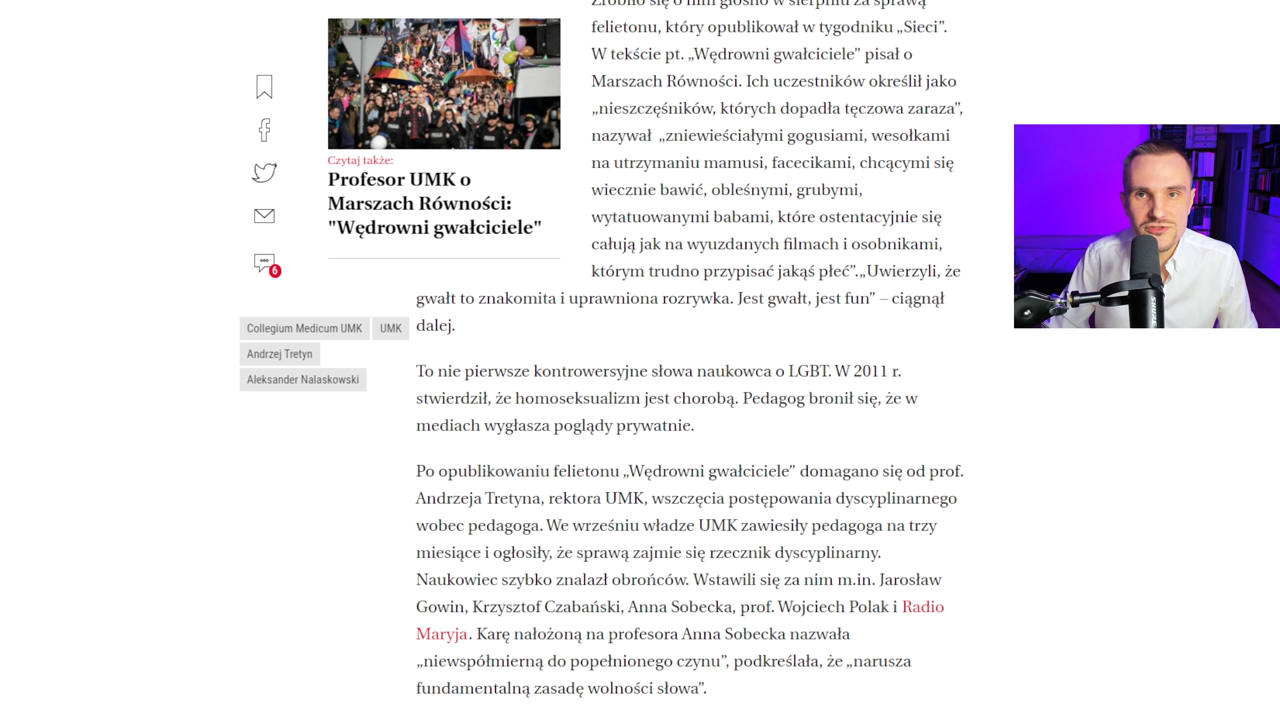 Zrobiło się o nim głośno w sierpniu za sprawą
felietonu, który opublikował w tygodniku „Sieci”.
W tekście pt. „Wędrowni gwałciciele” pisał o
Marszach Równości. Ich uczestników określił jako
„nieszczęśników, których dopadła tęczowa zaraza”,
nazywał „zniewieściałymi gogusiami, wesołkami
na utrzymaniu mamusi, facecikami, chcącymi się
wiecznie bawić, obleśnymi, grubymi,
wytatuowanymi babami, które ostentacyjnie się
całują jak na wyuzdanych filmach i osobnikami,
którym trudno przypisać jakąś płeć”.„Uwierzyli, że
gwałt to znakomita i uprawniona rozrywka. Jest gwałt, jest fun” – ciągnął
dalej.
Czytaj także:
Profesor UMK o
Marszach Równości:
"Wędrowni gwałciciele"
6
Collegium Medicum UMK
UMK
Andrzej Tretyn
Aleksander Nalaskowski
To nie pierwsze kontrowersyjne słowa naukowca o LGBT. W 2011 r.
stwierdził, że homoseksualizm jest chorobą. Pedagog bronił się, że w
mediach wygłasza poglądy prywatnie.
Po opublikowaniu felietonu „Wędrowni gwałciciele” domagano się od prof.
Andrzeja Tretyna, rektora UMK, wszczęcia postępowania dyscyplinarnego
wobec pedagoga. We wrześniu władze UMK zawiesiły pedagoga na trzy
miesiące i ogłosiły, że sprawą zajmie się rzecznik dyscyplinarny.
Naukowiec szybko znalazł obrońców. Wstawili się za nim m.in. Jarosław
Gowin, Krzysztof Czabański, Anna Sobecka, prof. Wojciech Polak i Radio
Maryja. Karę nałożoną na profesora Anna Sobecka nazwała
„niewspółmierną do popełnionego czynu”, podkreślała, że „narusza
fundamentalną zasadę wolności słowa”.
SHURE